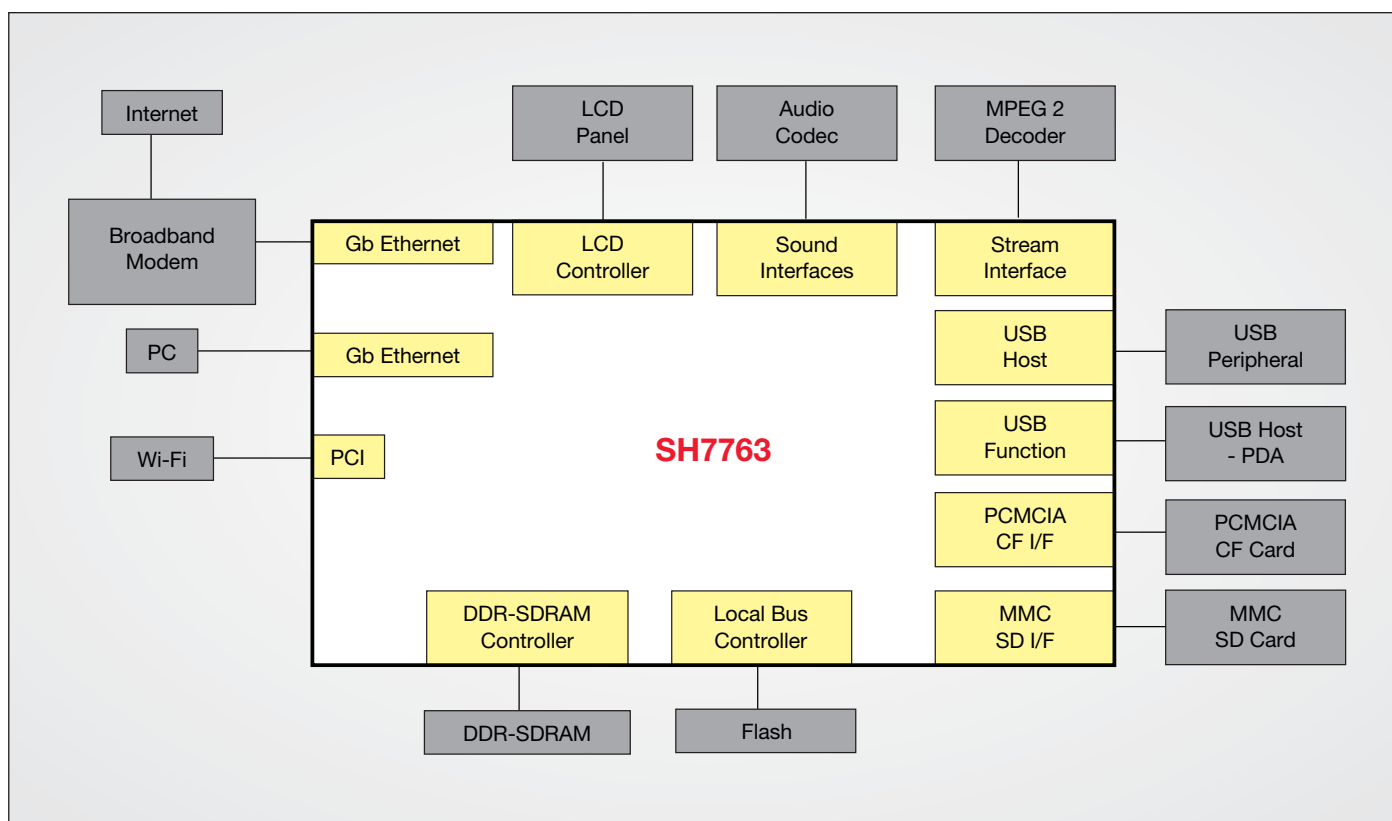 Internet
Broadband
Modem
PC
Wi-Fi
LCD
Panel
Audio
Codec
MPEG 2
Decoder
Gb Ethernet
LCD
Controller
Sound
Interfaces
Stream
Interface
Gb Ethernet
USB
Host
USB
Peripheral
PCI
SH7763
USB
Function
USB Host
- PDA
PCMCIA
CF I/F
PCMCIA
CF Card
DDR-SDRAM
Controller
Local Bus
Controller
MMC
SD I/F
MMC
SD Card
DDR-SDRAM
Flash